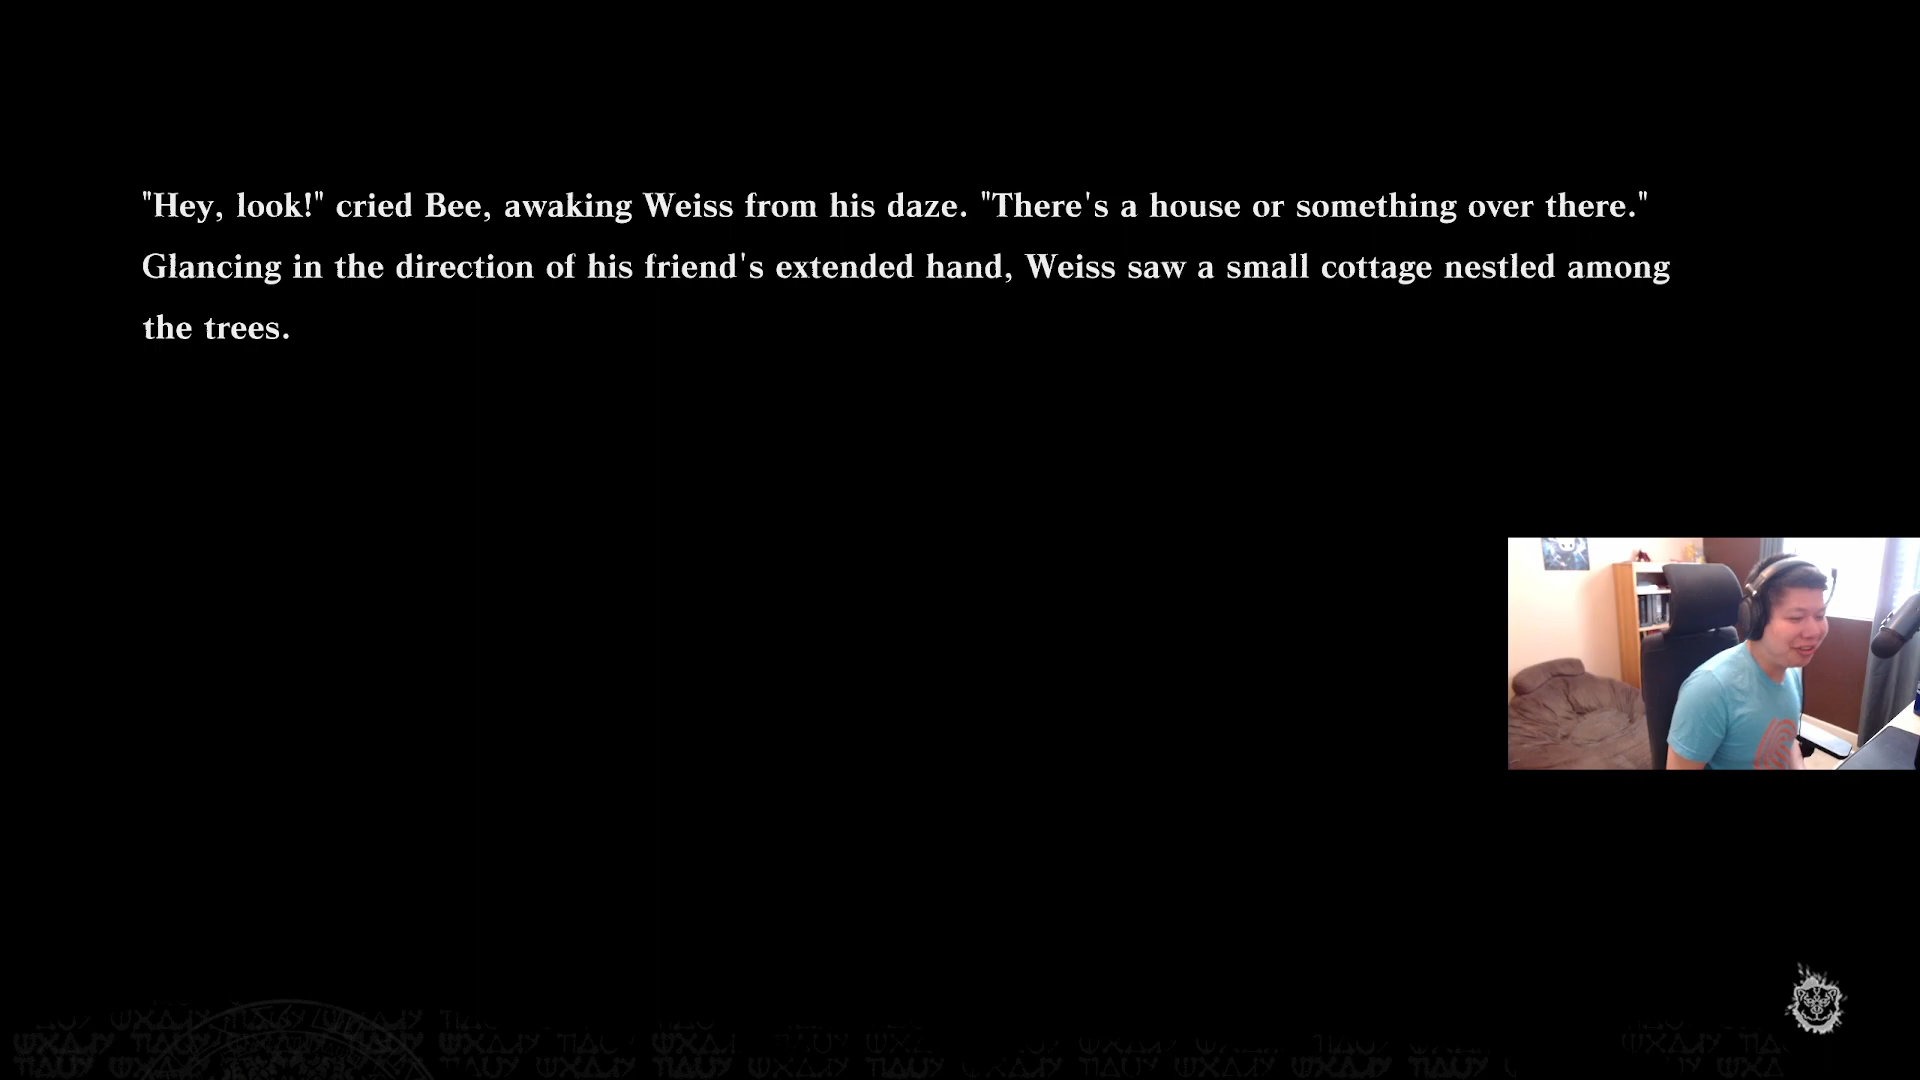 "Hey, look!" cried Bee, awaking Weiss from his daze. "There's a house or something over there."
Glancing in the direction of his friend's extended hand, Weiss saw a small cottage nestled among
the trees.